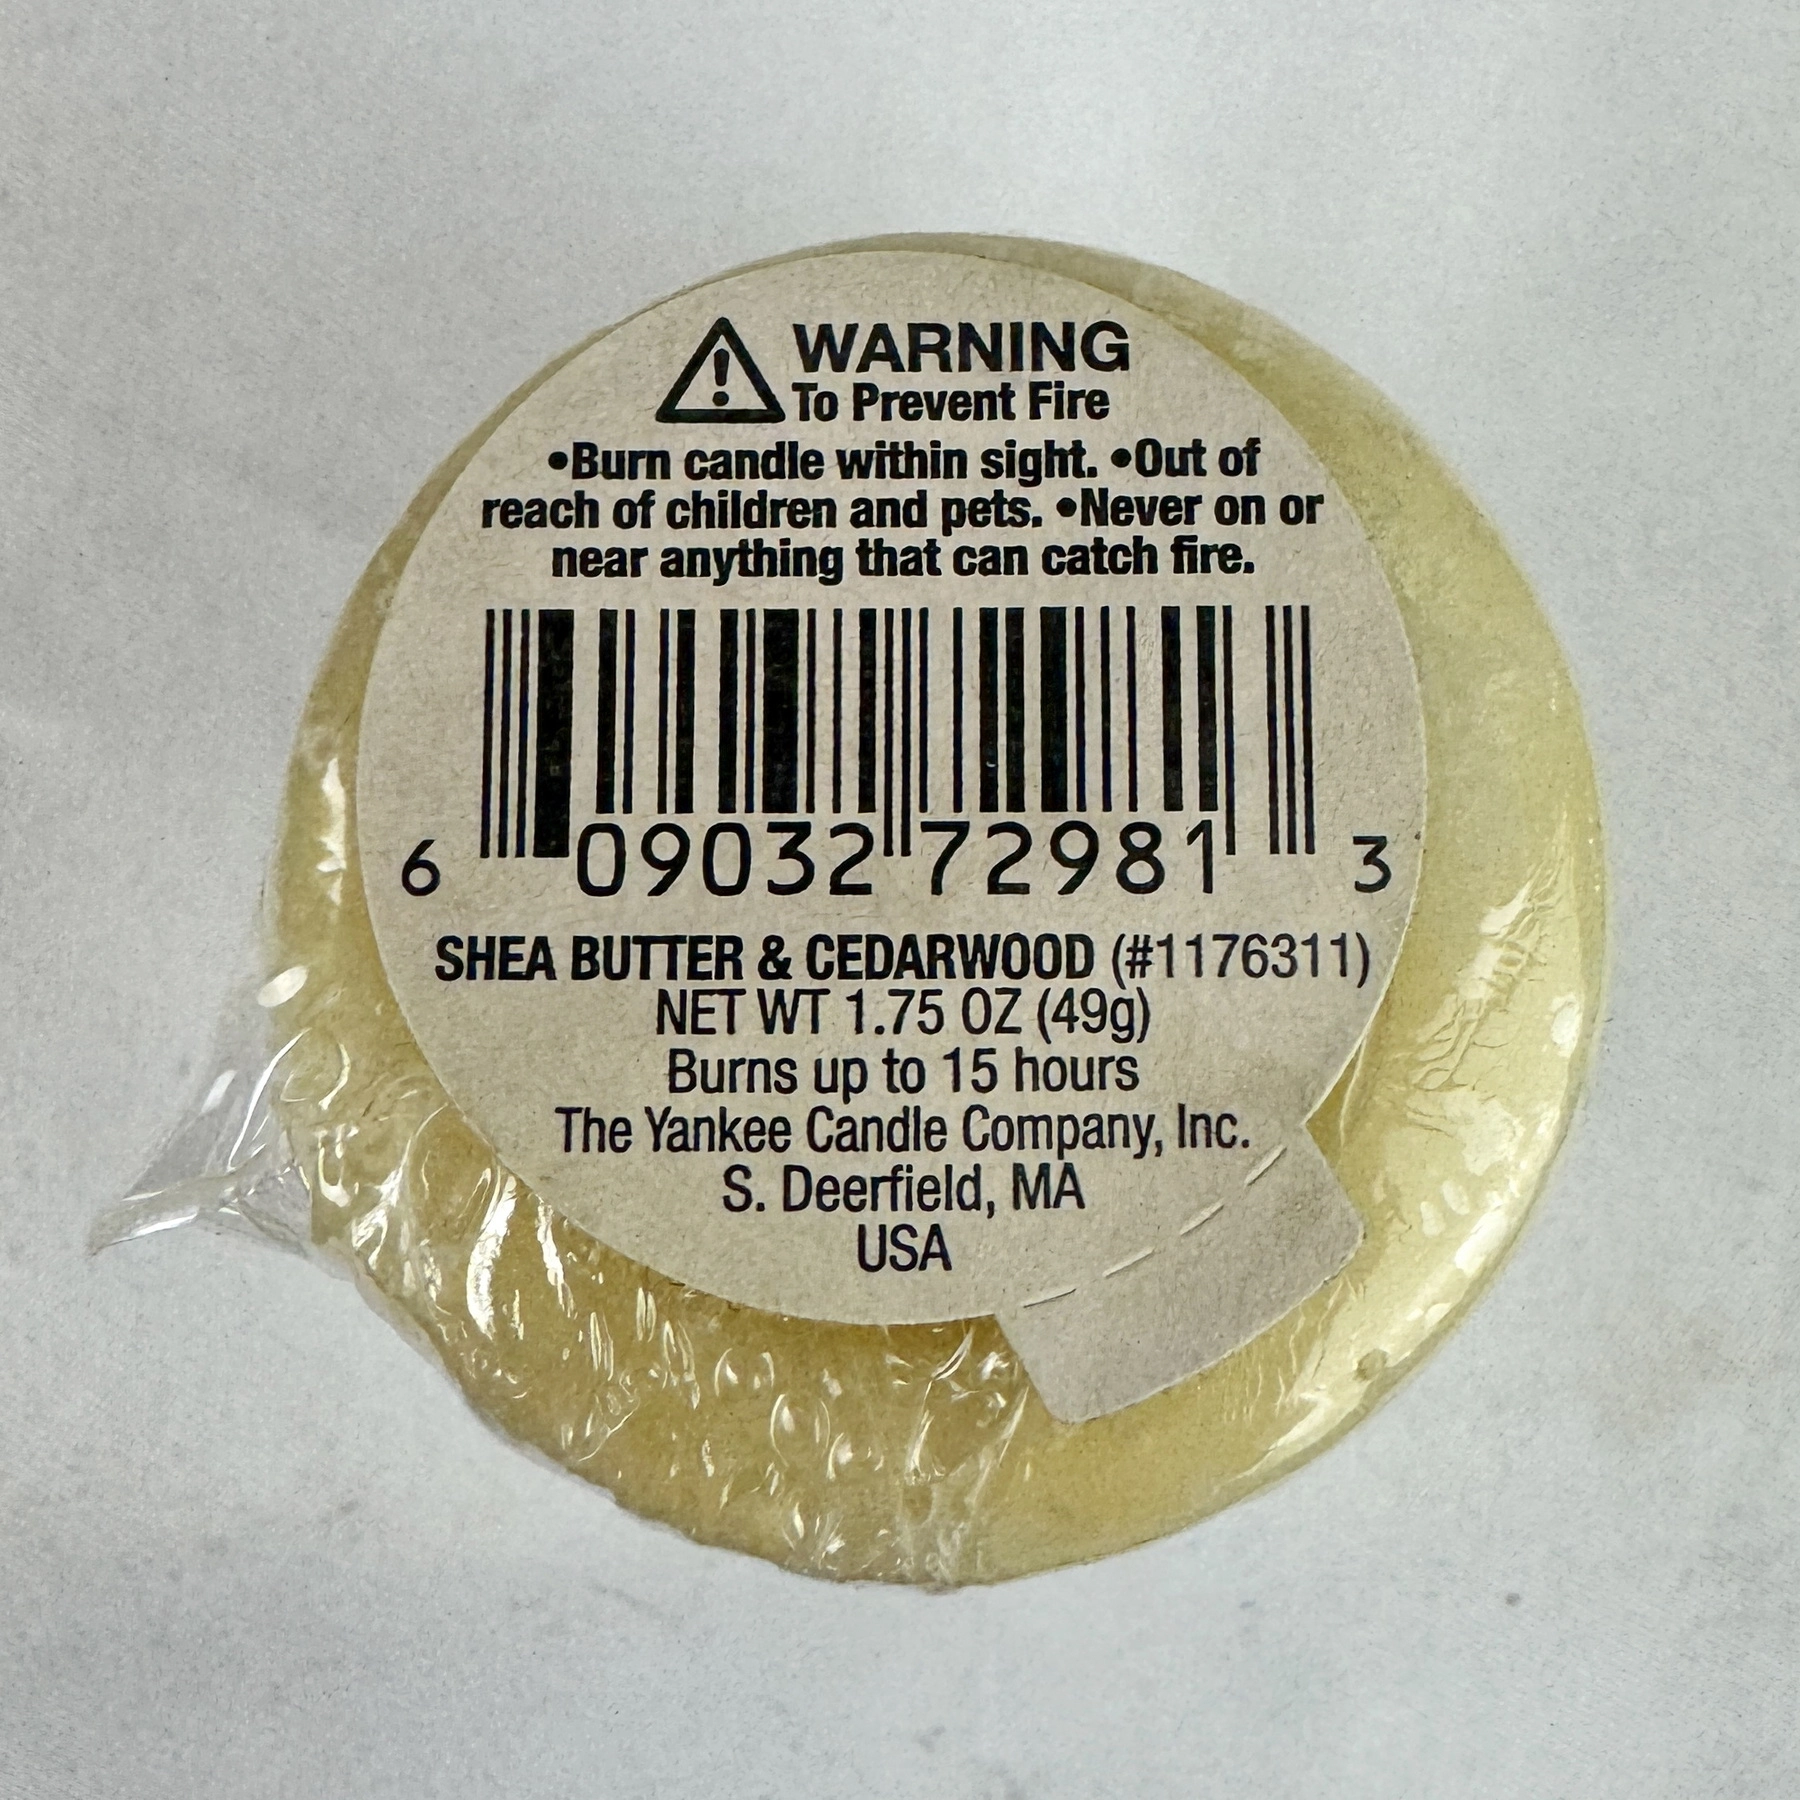 WARNING
To Prevent Fire
•Burn candle within sight. •Out of
reach of children and pets. •Never on or
near anything that can catch fire.
6 09032 72981 3
SHEA BUTTER & CEDARWOOD (#1176311)
NET WT 1.75 OZ (49g)
Burns up to 15 hours
The Yankee Candle Company, Inc.
S. Deerfield, MA
USA